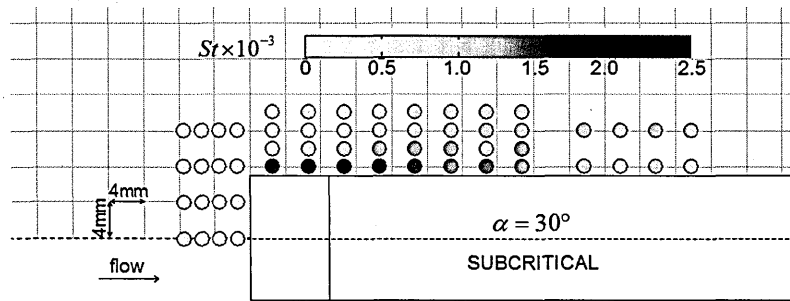 St×10⁻³
0 0.5 1.0 1.5 2.0 2.5
4mm
4mm
α = 30°
flow
SUBCRITICAL